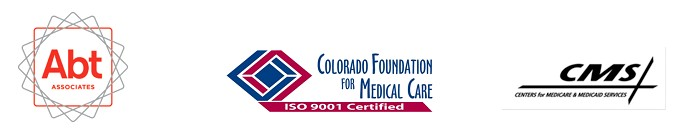 Abt
ASSOCIATES
COLORADO FOUNDATION
FOR MEDICAL CARE
ISO 9001 Certified
CMS
CENTERS for MEDICARE & MEDICAID SERVICES